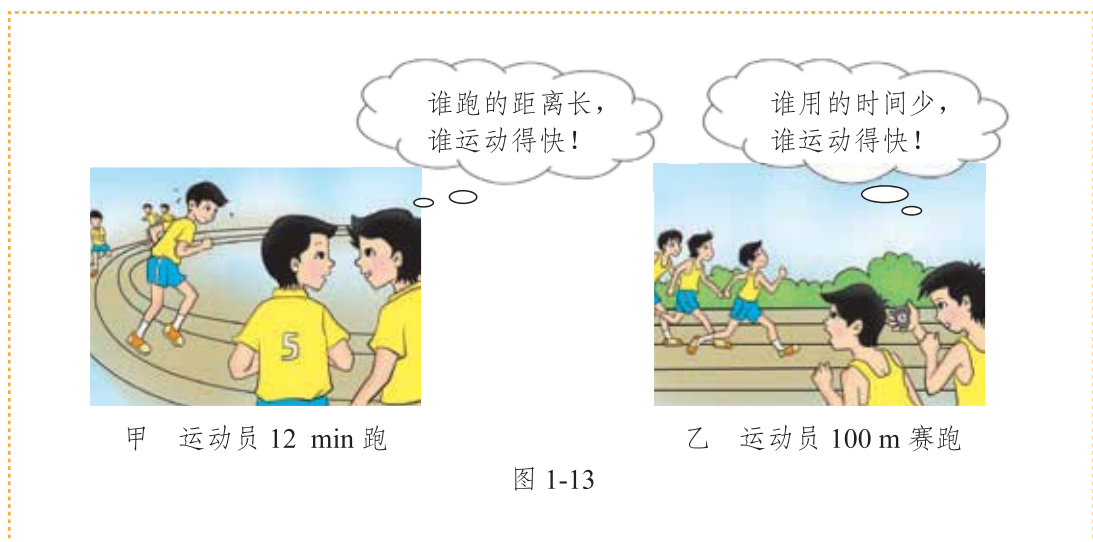 谁跑的距离长，
谁运动得快！
谁用的时间少，
谁运动得快！
5
甲 运动员 12 min 跑
乙 运动员 100 m 赛跑
图 1-13